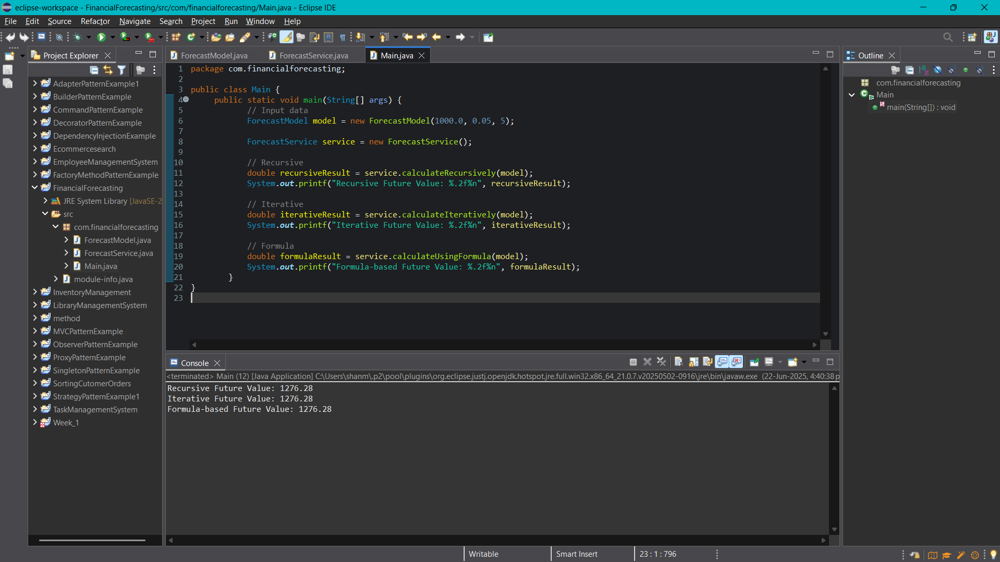 eclipse-workspace - FinancialForecasting/src/com/financialforecasting/Main.java - Eclipse IDE
File Edit Source Refactor Navigate Search Project Run Window Help
Project Explorer
AdapterPatternExample1
BuilderPatternExample
CommandPatternExample
DecoratorPatternExample
DependencyInjectionExample
Ecommercesearch
EmployeeManagementSystem
FactoryMethodPatternExample
FinancialForecasting
JRE System Library [JavaSE-2
src
com.financialforecasting
ForecastModel.java
ForecastService.java
Main.java
module-info.java
InventoryManagement
LibraryManagementSystem
method
MVCPatternExample
ObserverPatternExample
ProxyPatternExample
SingletonPatternExample
SortingCutomerOrders
StrategyPatternExample1
TaskManagementSystem
Week_1
ForecastModel.java ForecastService.java Main.java
1 package com.financialforecasting;
2
3 public class Main {
4 public static void main(String[] args) {
5 // Input data
6 ForecastModel model = new ForecastModel(1000.0, 0.05, 5);
7
8 ForecastService service = new ForecastService();
9
10 // Recursive
11 double recursiveResult = service.calculateRecursively(model);
12 System.out.printf("Recursive Future Value: %.2f%n", recursiveResult);
13
14 // Iterative
15 double iterativeResult = service.calculateIteratively(model);
16 System.out.printf("Iterative Future Value: %.2f%n", iterativeResult);
17
18 // Formula
19 double formulaResult = service.calculateUsingFormula(model);
20 System.out.printf("Formula-based Future Value: %.2f%n", formulaResult);
21 }
22 }
23
Console
<terminated> Main (12) [Java Application] C:\Users\shanm\.p2\pool\plugins\org.eclipse.justj.openjdk.hotspot.jre.full.win32.x86_64_21.0.7.v20250502-0916\jre\bin\javaw.exe (22-Jun-2025, 4:40:38 p
Recursive Future Value: 1276.28
Iterative Future Value: 1276.28
Formula-based Future Value: 1276.28
Outline
com.financialforecasting
Main
main(String[]) : void
Writable Smart Insert 23 : 1 : 796